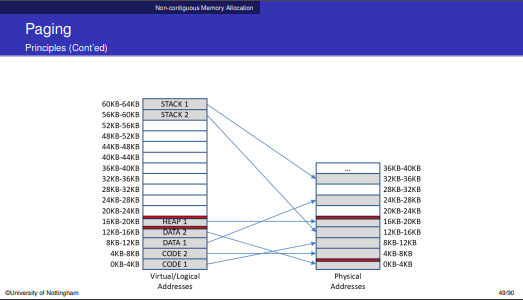 Non-contiguous Memory Allocation
Paging
Principles (Cont'ed)
60KB-64KB STACK 1
56KB-60KB STACK 2
52KB-56KB
48KB-52KB
44KB-48KB
40KB-44KB
36KB-40KB ... 36KB-40KB
32KB-36KB 32KB-36KB
28KB-32KB 28KB-32KB
24KB-28KB 24KB-28KB
20KB-24KB 20KB-24KB
16KB-20KB HEAP 1 16KB-20KB
12KB-16KB DATA 2 12KB-16KB
8KB-12KB DATA 1 8KB-12KB
4KB-8KB CODE 2 4KB-8KB
0KB-4KB CODE 1 0KB-4KB
Virtual/Logical Physical
Addresses Addresses
©University of Nottingham 49/90